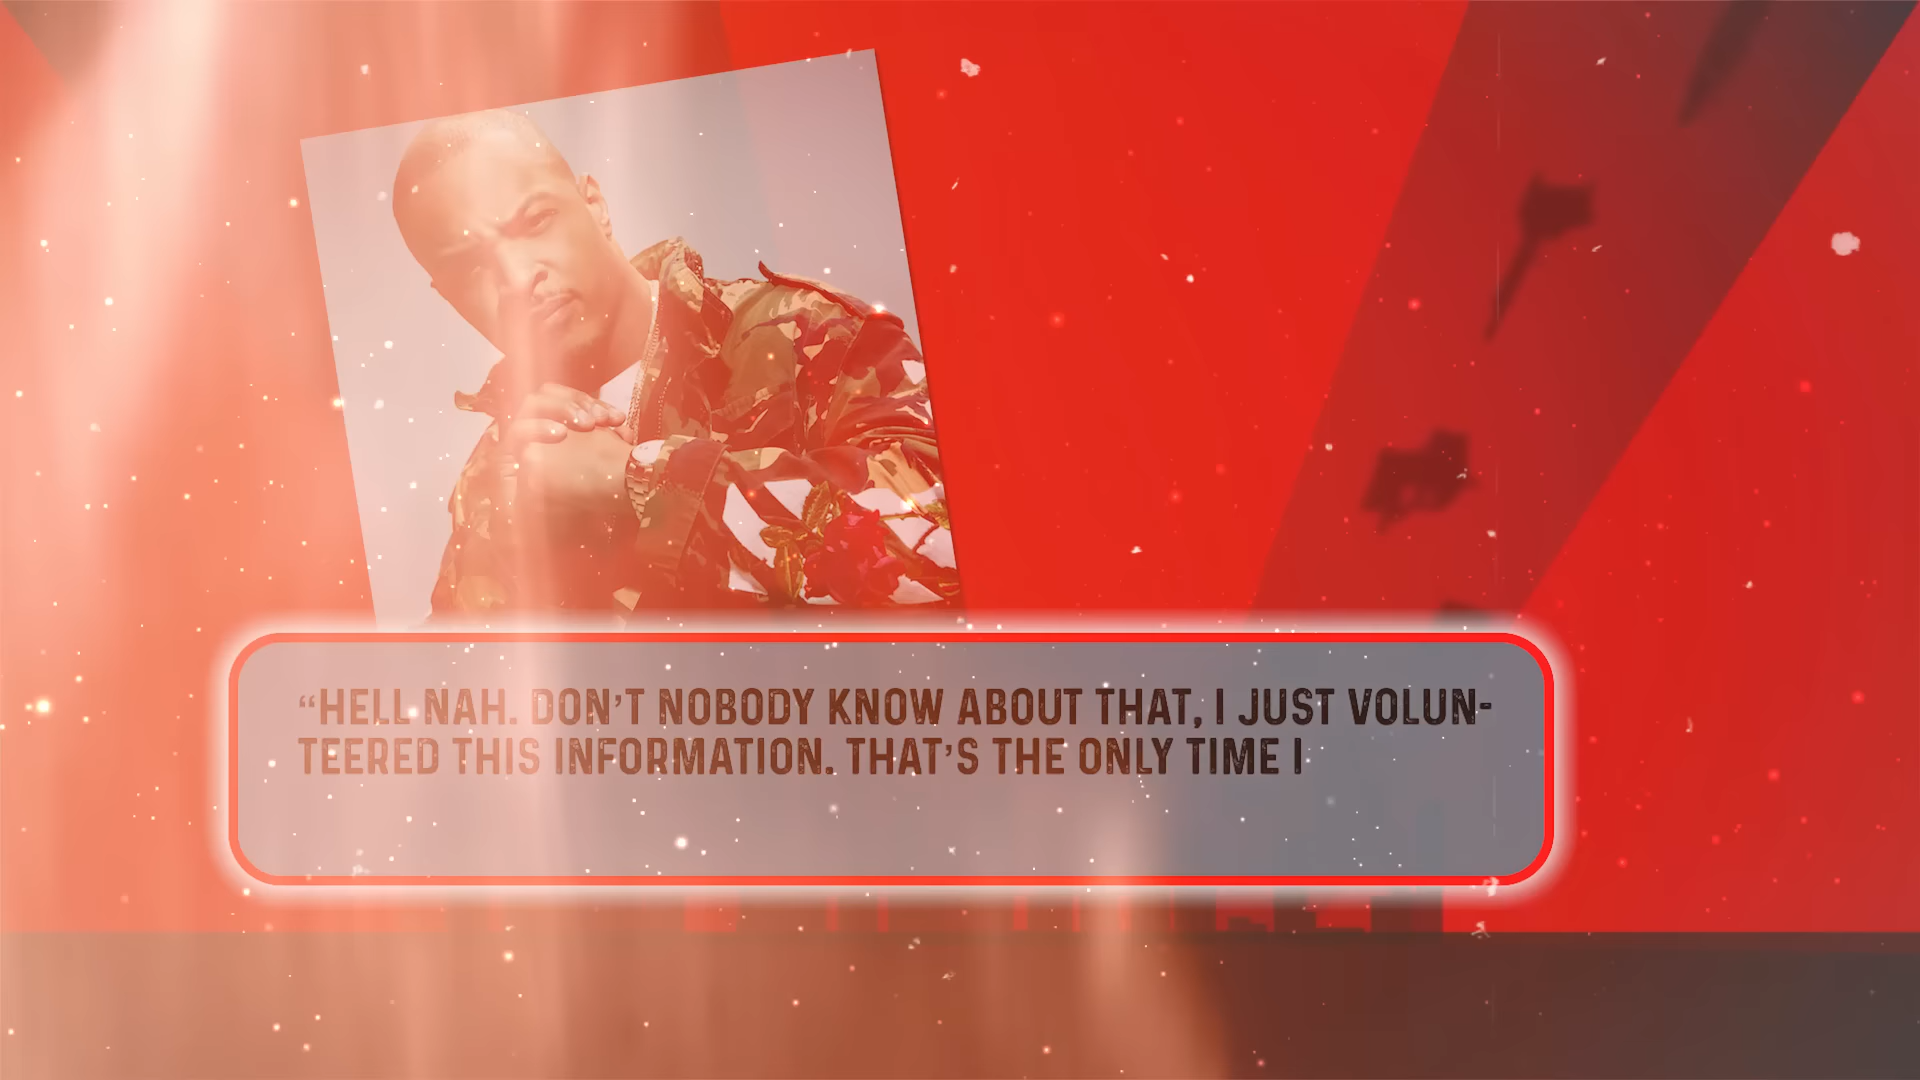 “HELL NAH. DON’T NOBODY KNOW ABOUT THAT, I JUST VOLUN-
TEERED THIS INFORMATION. THAT’S THE ONLY TIME I